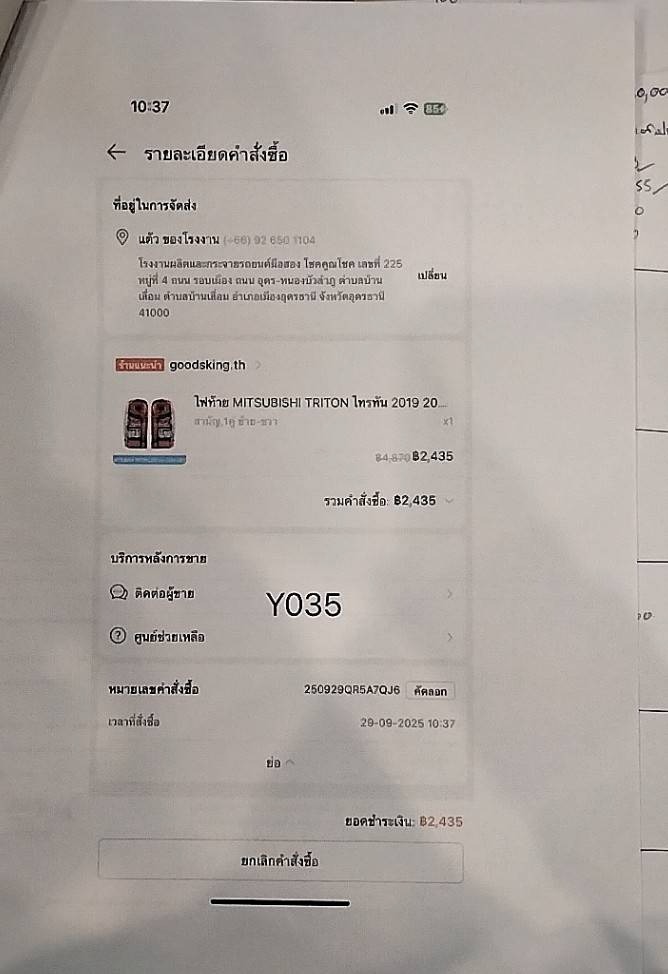 10:37
85
← รายละเอียดคำสั่งซื้อ
ที่อยู่ในการจัดส่ง
แต้ว ของโรงงาน (+66) 92 650 1104
โรงงานผลิตและกระจายรถยนต์มือสอง โชคคูณโชค เลขที่ 225
หมู่ที่ 4 ถนน รอบเมือง ถนน อุดร-หนองบัวลำภู ตำบลบ้าน
เลื่อม ตำบลบ้านเลื่อม อำเภอเมืองอุดรธานี จังหวัดอุดรธานี
41000
เปลี่ยน
ร้านแนะนำ goodsking.th
ไฟท้าย MITSUBISHI TRITON ไทรทัน 2019 20...
สามัญ,1คู่ ซ้าย-ขวา x1
฿4,870 ฿2,435
รวมคำสั่งซื้อ: ฿2,435
บริการหลังการขาย
ติดต่อผู้ขาย
Y035
ศูนย์ช่วยเหลือ
หมายเลขคำสั่งซื้อ 250929QR5A7QJ6 คัดลอก
เวลาที่สั่งซื้อ 29-09-2025 10:37
ย่อ
ยอดชำระเงิน: ฿2,435
ยกเลิกคำสั่งซื้อ